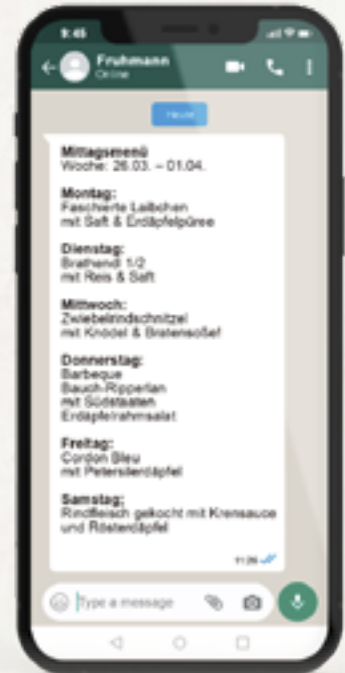 9:45
Fruhmann
Online
Heute
Mittagsmenü
Woche: 26.03. – 01.04.
Montag:
Faschierte Laibchen
mit Saft & Erdäpfelpüree
Dienstag:
Brathendl 1/2
mit Reis & Saft
Mittwoch:
Zwiebelrindschnitzel
mit Knödel & Bratensoße!
Donnerstag:
Barbeque
Bauch-Ripperlan
mit Südstaaten
Erdäpfelrahmsalat
Freitag:
Cordon Bleu
mit Petersilerdäpfel
Samstag:
Rindfleisch gekocht mit Krensauce
und Rösterdäpfel
11:26
Type a message